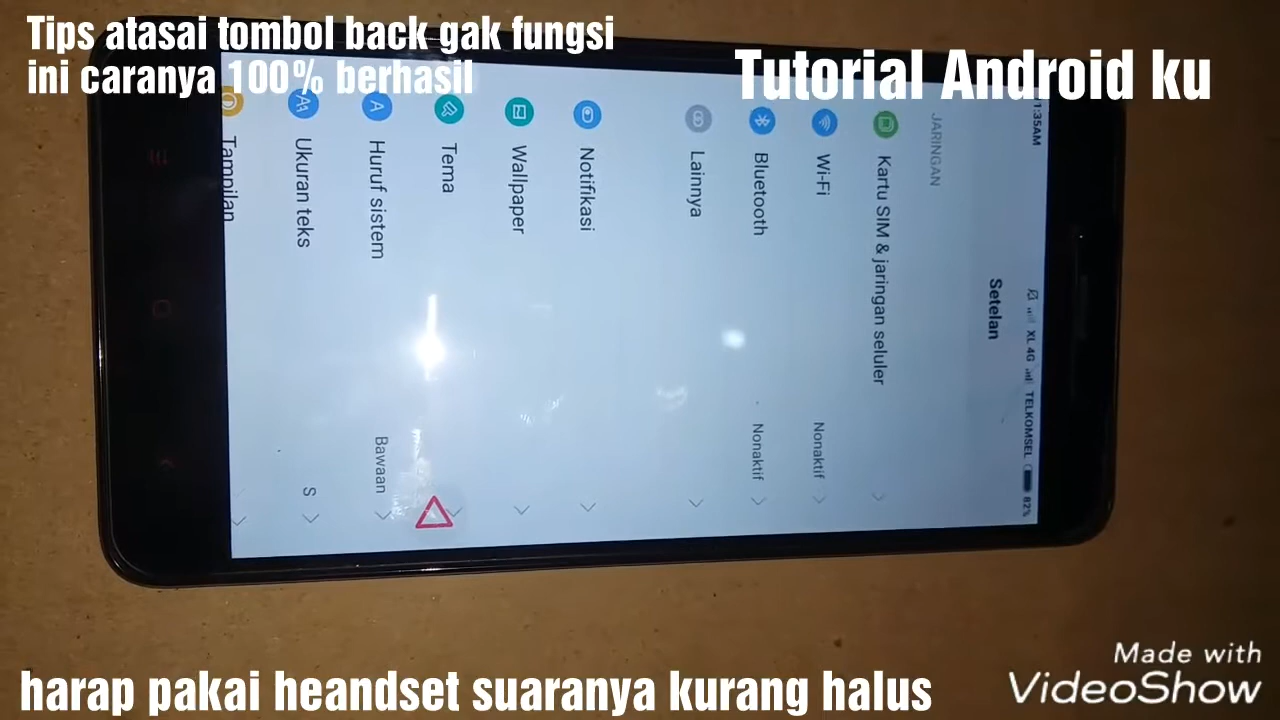 Tips atasai tombol back gak fungsi
ini caranya 100% berhasil
Tutorial Android ku
1:35AM
XL 4G
TELKOMSEL
82%
Setelan
JARINGAN
Kartu SIM & jaringan seluler
Wi-Fi
Nonaktif
Bluetooth
Nonaktif
Lainnya
Notifikasi
Wallpaper
Tema
Huruf sistem
Bawaan
Ukuran teks
S
Tampilan
harap pakai heandset suaranya kurang halus
Made with
VideoShow